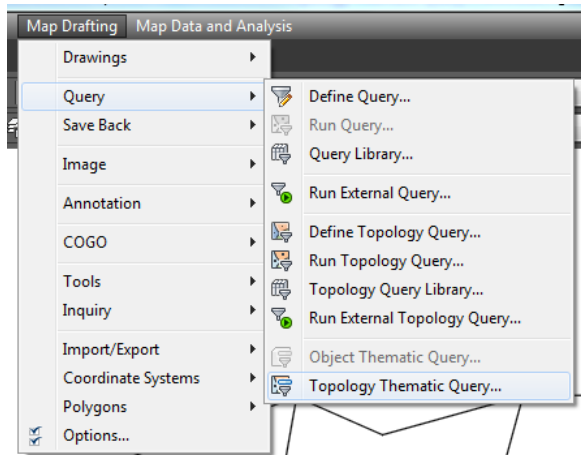 Map Drafting Map Data and Analysis
Drawings
Query
Save Back
Image
Annotation
COGO
Tools
Inquiry
Import/Export
Coordinate Systems
Polygons
Options...
Define Query...
Run Query...
Query Library...
Run External Query...
Define Topology Query...
Run Topology Query...
Topology Query Library...
Run External Topology Query...
Object Thematic Query...
Topology Thematic Query...